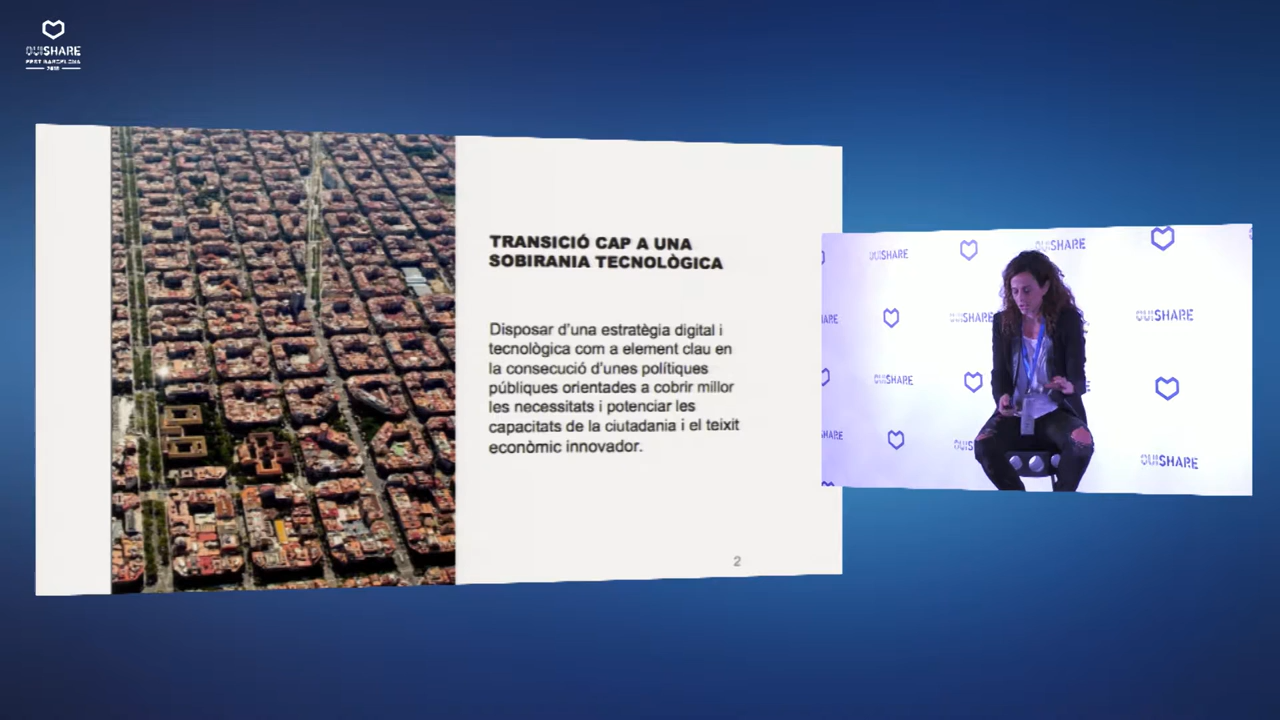 OUISHARE
FEST BARCELONA
TRANSICIÓ CAP A UNA
SOBIRANIA TECNOLÒGICA
Disposar d'una estratègia digital i
tecnològica com a element clau en
la consecució d'unes polítiques
públiques orientades a cobrir millor
les necessitats i potenciar les
capacitats de la ciutadania i el teixit
econòmic innovador.
2
OUISHARE
OUISHARE
OUISHARE
OUISHARE
OUISHARE
OUISHARE